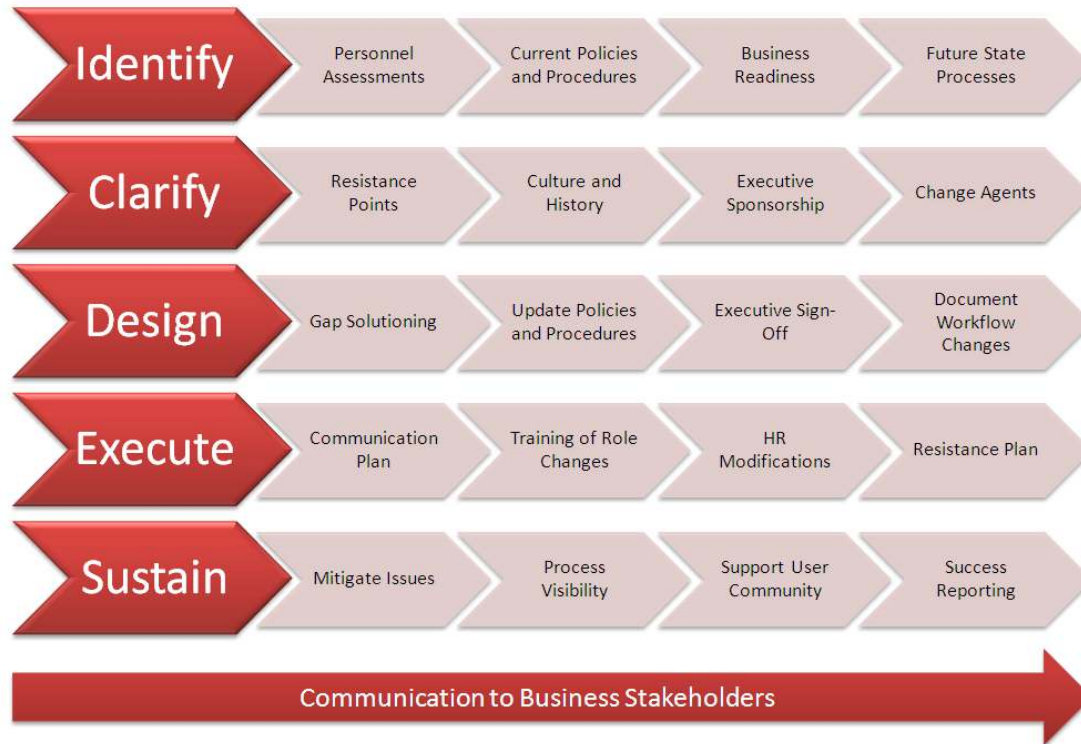 Identify
Personnel
Assessments
Current Policies
and Procedures
Business
Readiness
Future State
Processes
Clarify
Resistance
Points
Culture and
History
Executive
Sponsorship
Change Agents
Design
Gap Solutioning
Update Policies
and Procedures
Executive Sign-
Off
Document
Workflow
Changes
Execute
Communication
Plan
Training of Role
Changes
HR
Modifications
Resistance Plan
Sustain
Mitigate Issues
Process
Visibility
Support User
Community
Success
Reporting
Communication to Business Stakeholders